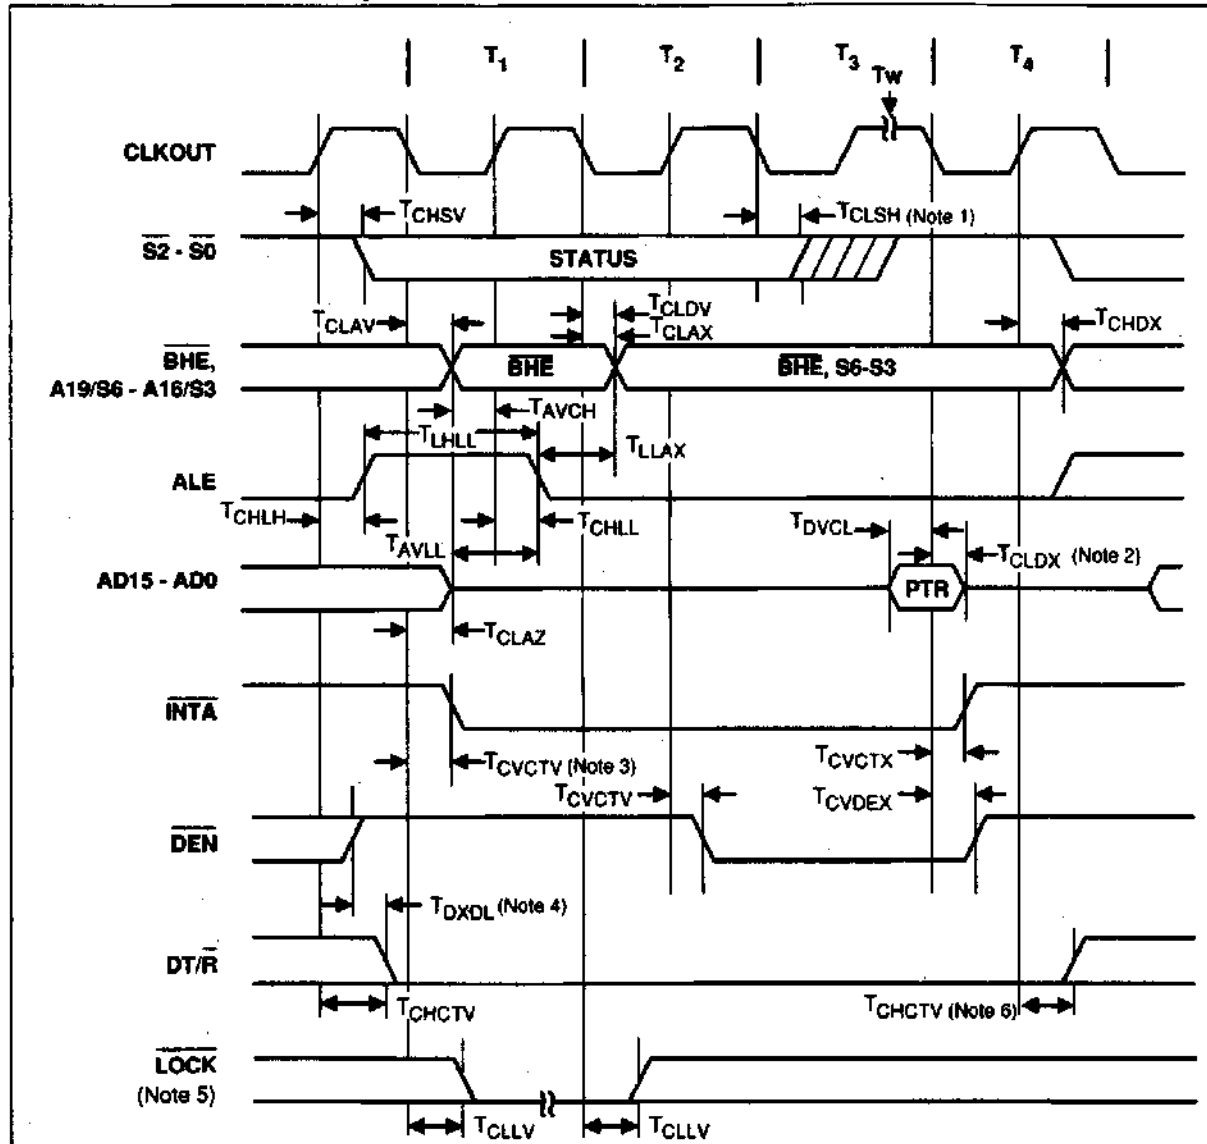 T1 T2 T3 T4
TW
CLKOUT
TCHSV TCLSH (Note 1)
S2 - S0 STATUS
TCLDV
TCLAV TCLAX TCHDX
BHE,
A19/S6 - A16/S3
BHE BHE, S6-S3
TAVCH
TLHLL TLLAX
ALE
TCHLH TCHLL TDVCL
TAVLL TCLDX (Note 2)
AD15 - AD0 PTR
TCLAZ
INTA
TCVCTV (Note 3) TCVCTX
TCVCTV TCVDEX
DEN
TDXDL (Note 4)
DT/R
TCHCTV TCHCTV (Note 6)
LOCK
(Note 5)
TCLLV TCLLV